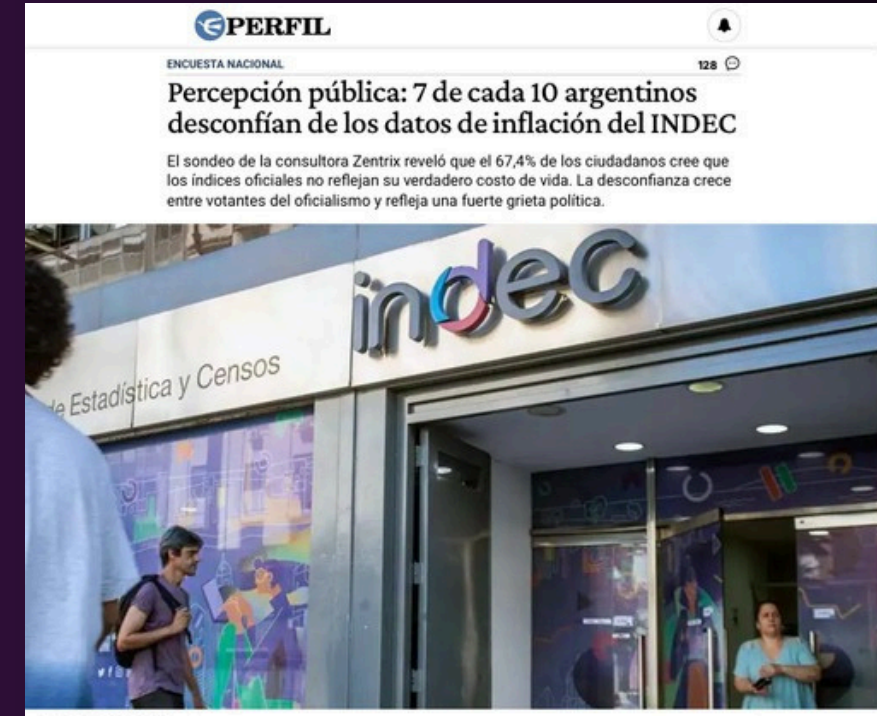 PERFIL
ENCUESTA NACIONAL
128
Percepción pública: 7 de cada 10 argentinos
desconfían de los datos de inflación del INDEC
El sondeo de la consultora Zentrix reveló que el 67,4% de los ciudadanos cree que
los índices oficiales no reflejan su verdadero costo de vida. La desconfianza crece
entre votantes del oficialismo y refleja una fuerte grieta política.
indec
de Estadística y Censos